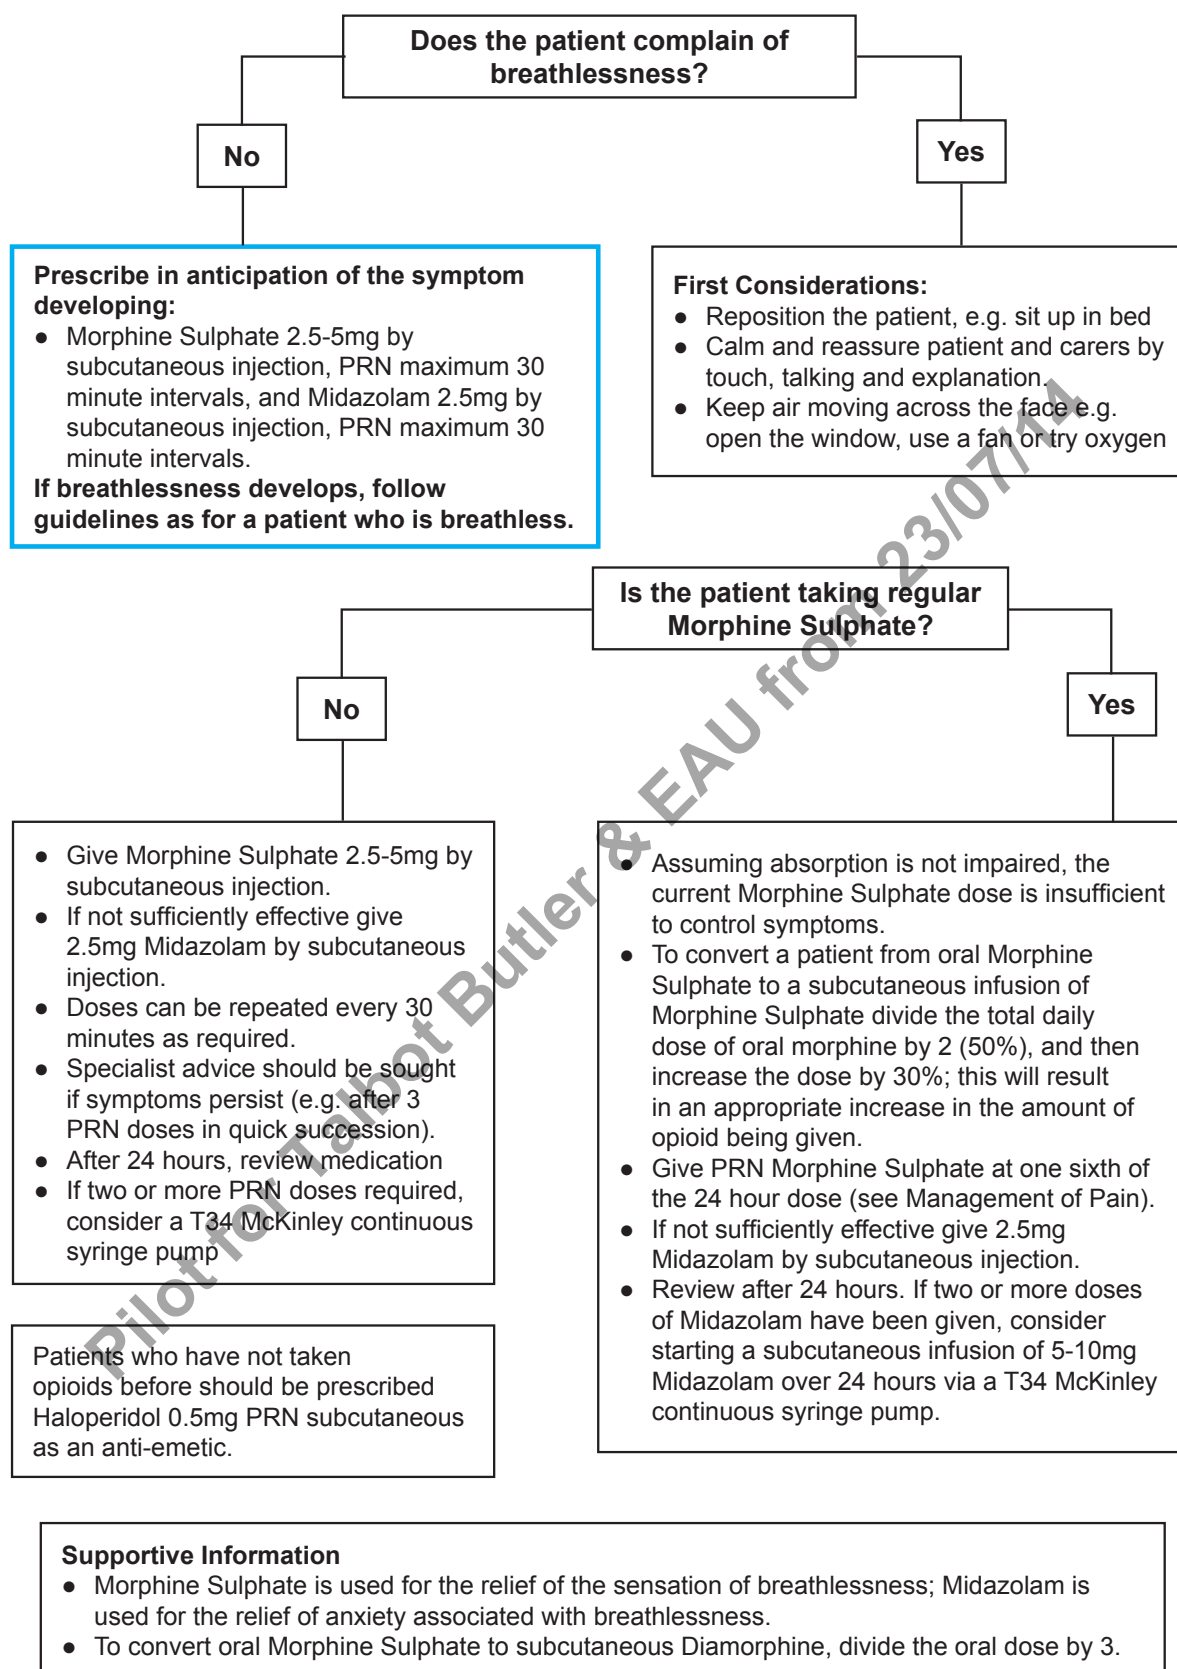 Does the patient complain of
breathlessness?
No
Yes
Prescribe in anticipation of the symptom
developing:
● Morphine Sulphate 2.5-5mg by
subcutaneous injection, PRN maximum 30
minute intervals, and Midazolam 2.5mg by
subcutaneous injection, PRN maximum 30
minute intervals.
If breathlessness develops, follow
guidelines as for a patient who is breathless.
First Considerations:
● Reposition the patient, e.g. sit up in bed
● Calm and reassure patient and carers by
touch, talking and explanation.
● Keep air moving across the face e.g.
open the window, use a fan or try oxygen
Is the patient taking regular
Morphine Sulphate?
No
Yes
● Give Morphine Sulphate 2.5-5mg by
subcutaneous injection.
● If not sufficiently effective give
2.5mg Midazolam by subcutaneous
injection.
● Doses can be repeated every 30
minutes as required.
● Specialist advice should be sought
if symptoms persist (e.g. after 3
PRN doses in quick succession).
● After 24 hours, review medication
● If two or more PRN doses required,
consider a T34 McKinley continuous
syringe pump
● Assuming absorption is not impaired, the
current Morphine Sulphate dose is insufficient
to control symptoms.
● To convert a patient from oral Morphine
Sulphate to a subcutaneous infusion of
Morphine Sulphate divide the total daily
dose of oral morphine by 2 (50%), and then
increase the dose by 30%; this will result
in an appropriate increase in the amount of
opioid being given.
● Give PRN Morphine Sulphate at one sixth of
the 24 hour dose (see Management of Pain).
● If not sufficiently effective give 2.5mg
Midazolam by subcutaneous injection.
● Review after 24 hours. If two or more doses
of Midazolam have been given, consider
starting a subcutaneous infusion of 5-10mg
Midazolam over 24 hours via a T34 McKinley
continuous syringe pump.
Patients who have not taken
opioids before should be prescribed
Haloperidol 0.5mg PRN subcutaneous
as an anti-emetic.
Supportive Information
● Morphine Sulphate is used for the relief of the sensation of breathlessness; Midazolam is
used for the relief of anxiety associated with breathlessness.
● To convert oral Morphine Sulphate to subcutaneous Diamorphine, divide the oral dose by 3.
Pilot for Talbot Butler & EAU from 23/07/14